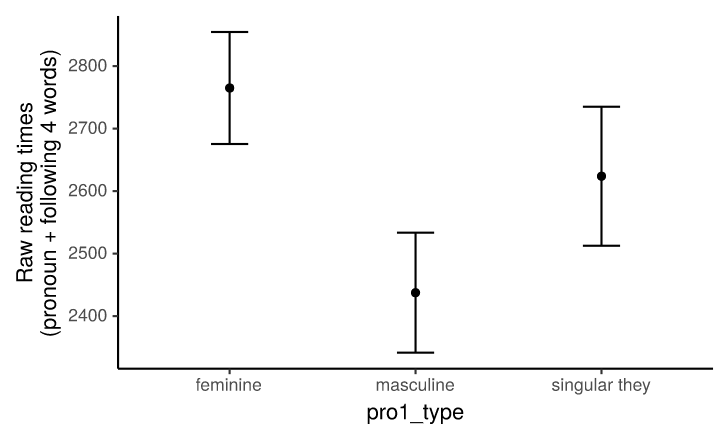 Raw reading times
(pronoun + following 4 words)
2800
2700
2600
2500
2400
feminine
masculine
singular they
pro1_type